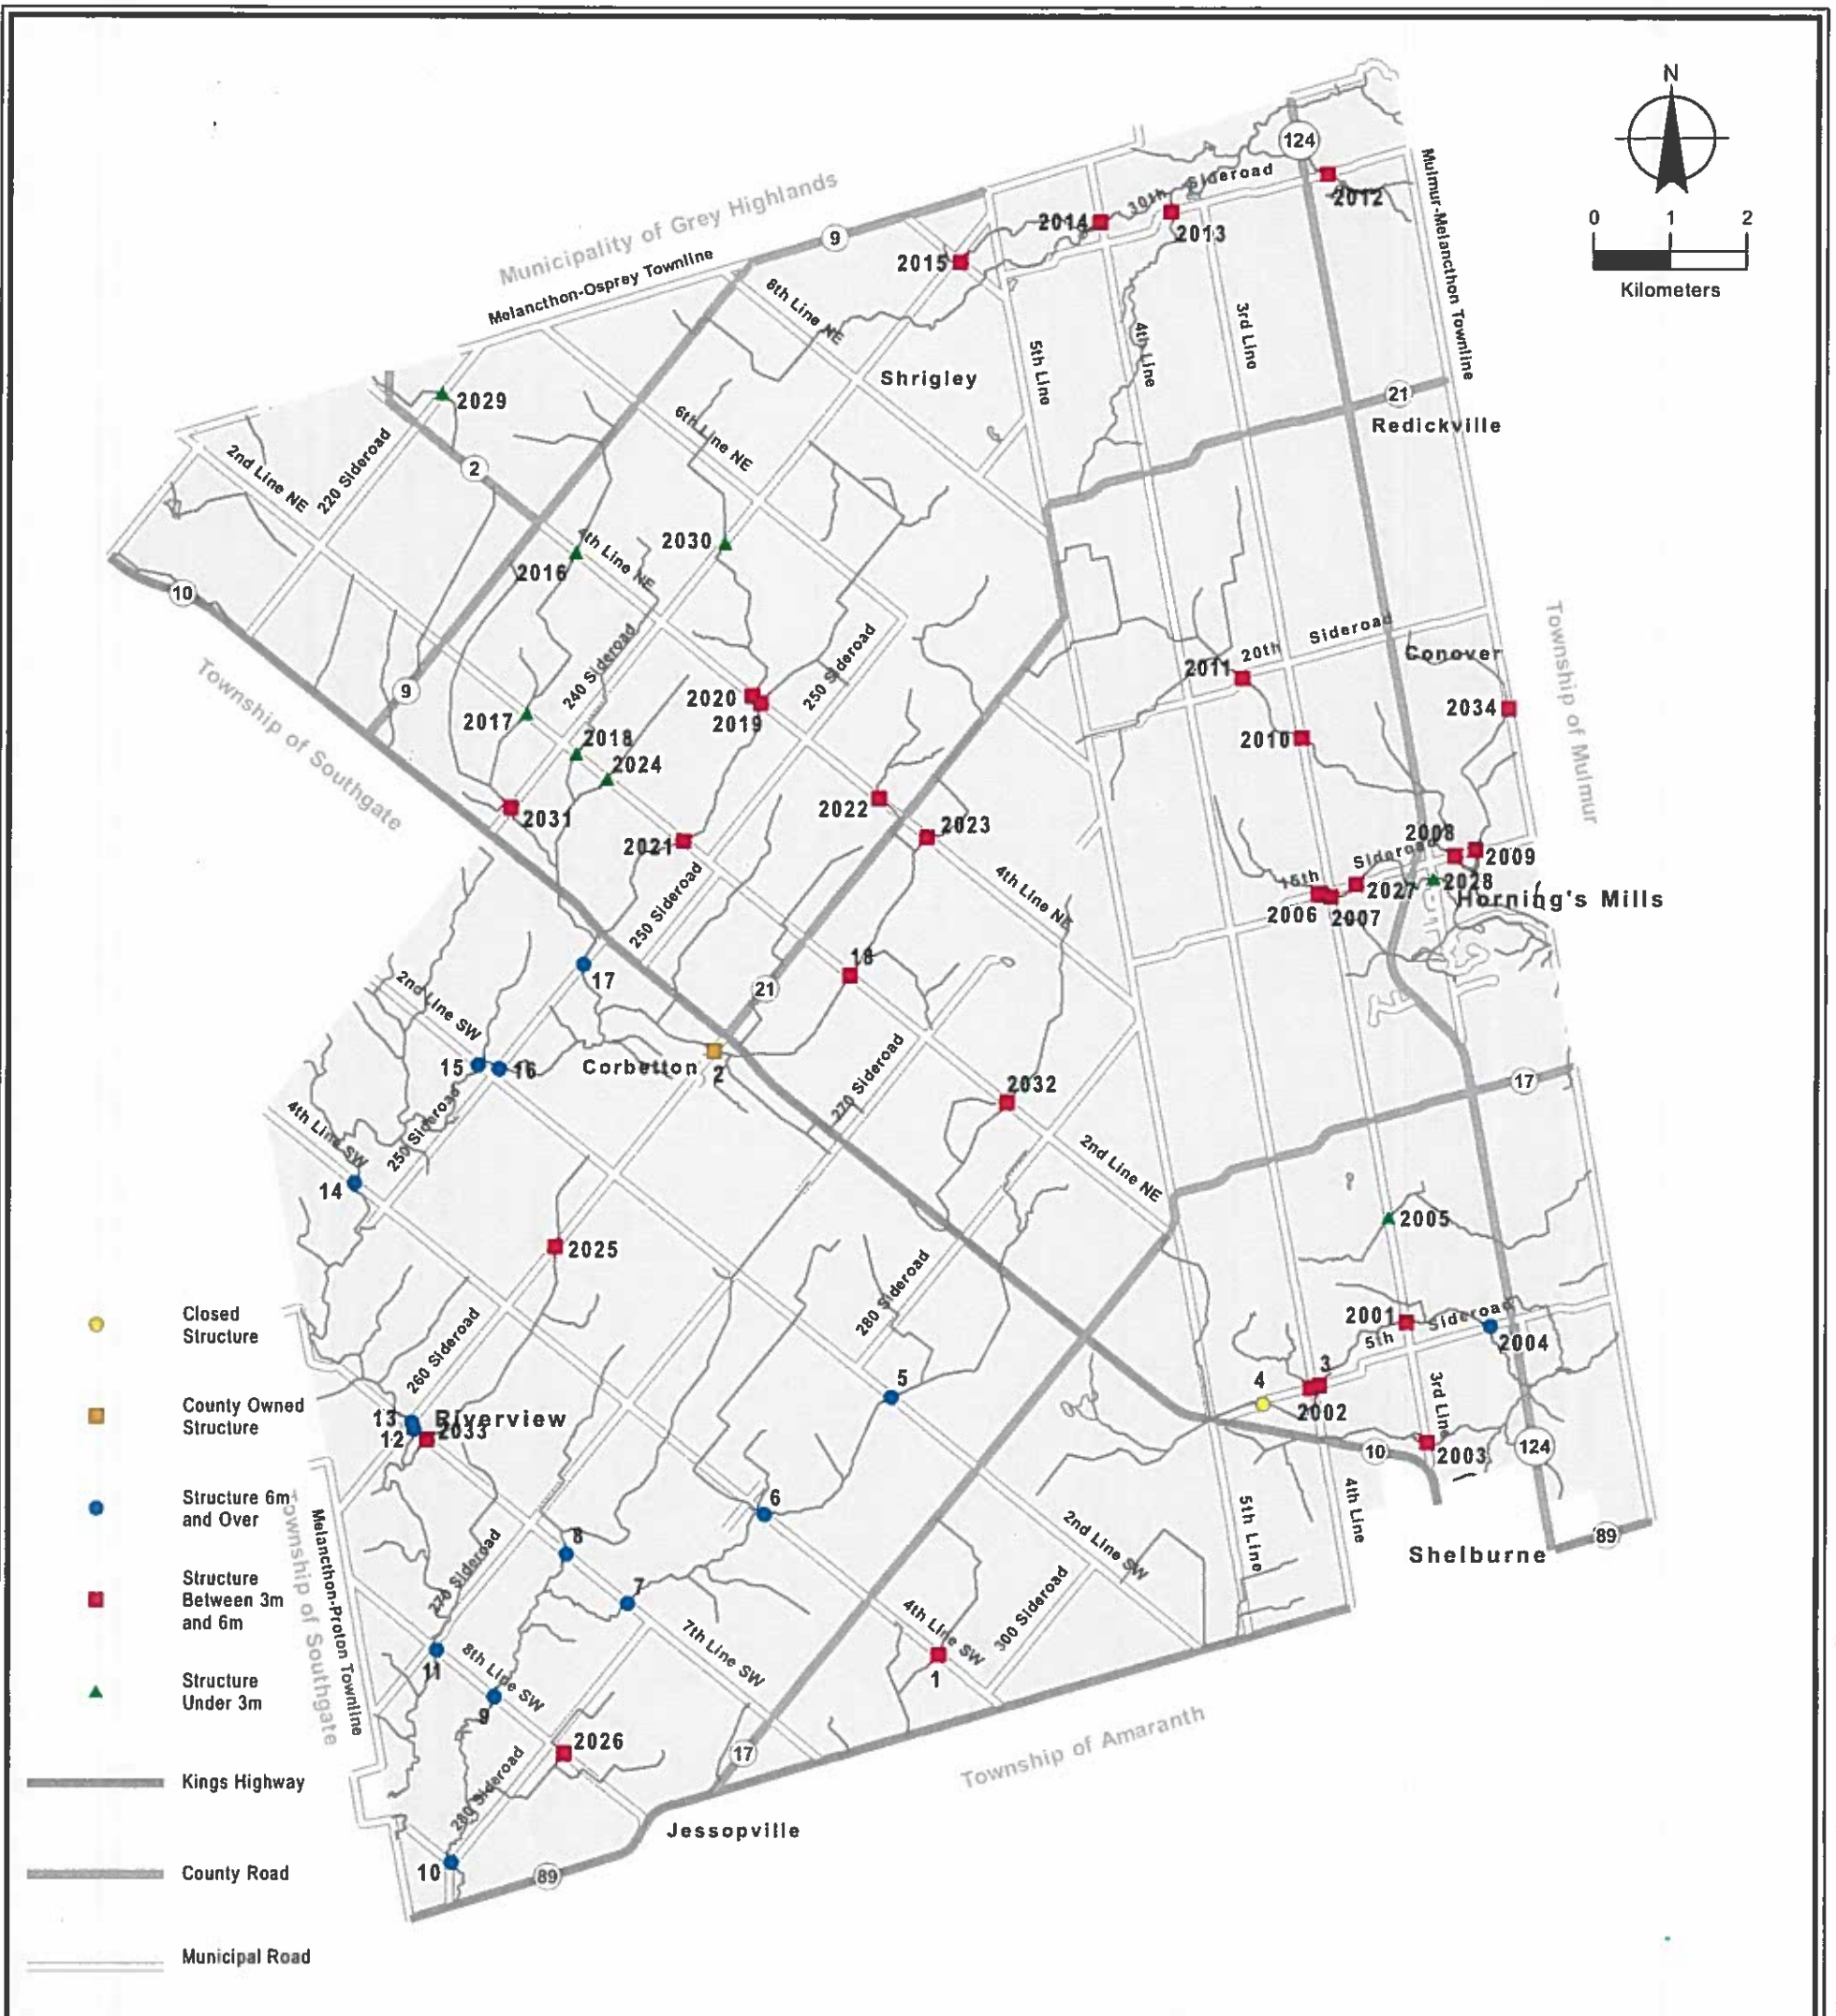 N
124
Municipality of Grey Highlands
30th Sideroad
2012
Mulmur-Melancthon Townline
0 1 2
Kilometers
2014
2013
9
2015
Melancthon-Osprey Townline
8th Line NE
5th Line
4th Line
3rd Line
Shrigley
21
Redickville
2029
6th Line NE
2nd Line NE
220 Sideroad
2
2030
4th Line NE
2016
10
Township of Southgate
240 Sideroad
250 Sideroad
20th Sideroad
Conover
Township of Mulmur
2011
9
2020
2019
2017
2034
2018
2010
2024
2031
2022
2023
2021
2008
15th Sideroad
2009
2027
2028
4th Line NE
2006
2007
Horning's Mills
250 Sideroad
18
17
21
2nd Line SW
270 Sideroad
15
16
Corbetton
2
2032
17
4th Line SW
250 Sideroad
2nd Line NE
14
2005
2025
280 Sideroad
Closed
Structure
260 Sideroad
2001
5th Sideroad
2004
3
4
5
2002
3rd Line
County Owned
Structure
13
Riverview
12
2033
10
2003
124
Structure 6m
and Over
6
2nd Line SW
5th Line
4th Line
89
Shelburne
8
Township of Southgate
Melancthon-Proton Townline
270 Sideroad
7
Structure
Between 3m
and 6m
4th Line SW
300 Sideroad
7th Line SW
8th Line SW
11
1
Structure
Under 3m
9
2026
17
Township of Amaranth
Kings Highway
280 Sideroad
Jessopville
County Road
10
89
Municipal Road